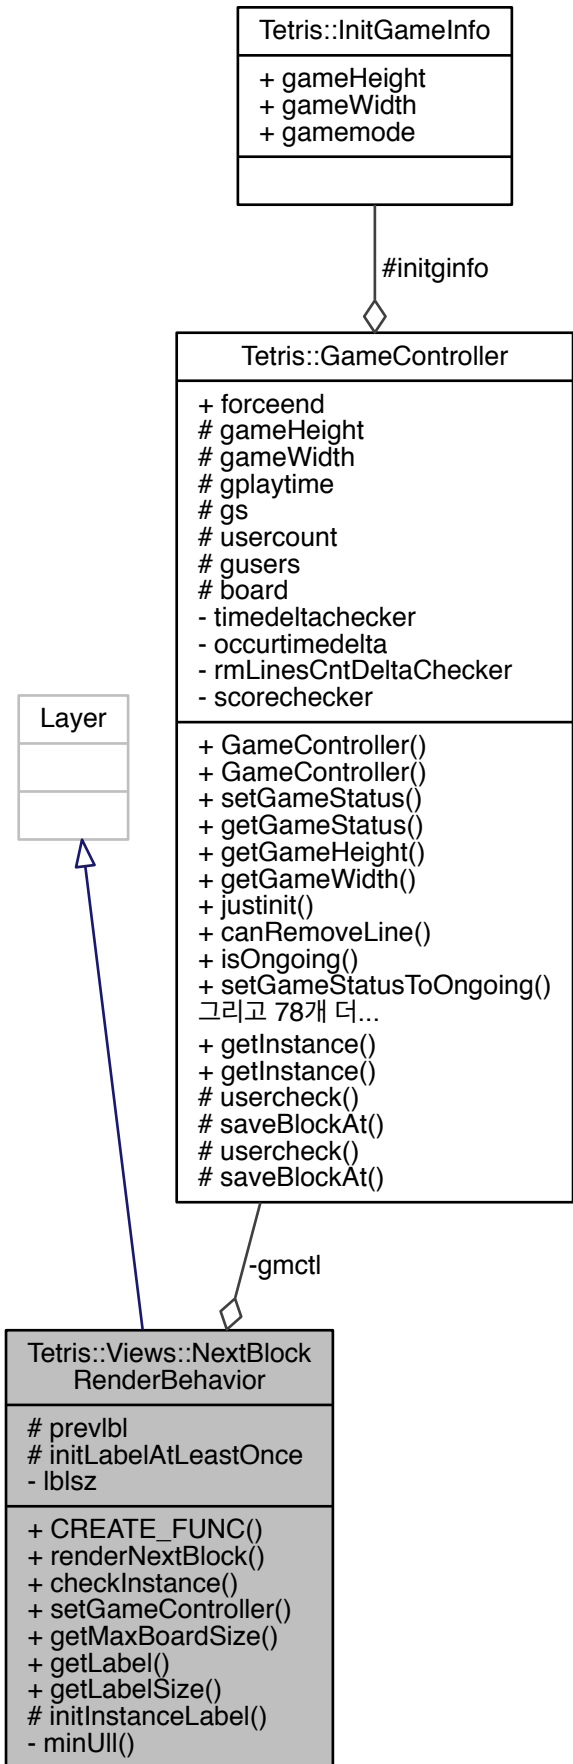 Tetris::InitGameInfo
+ gameHeight
+ gameWidth
+ gamemode
#initginfo
Tetris::GameController
+ forceend
# gameHeight
# gameWidth
# gplaytime
# gs
# usercount
# gusers
# board
- timedeltachecker
- occurtimedelta
- rmLinesCntDeltaChecker
- scorechecker
+ GameController()
+ GameController()
+ setGameStatus()
+ getGameStatus()
+ getGameHeight()
+ getGameWidth()
+ justinit()
+ canRemoveLine()
+ isOngoing()
+ setGameStatusToOngoing()
그리고 78개 더...
+ getInstance()
+ getInstance()
# usercheck()
# saveBlockAt()
# usercheck()
# saveBlockAt()
Layer
-gmctl
Tetris::Views::NextBlock
RenderBehavior
# prevlbl
# initLabelAtLeastOnce
- lblsz
+ CREATE_FUNC()
+ renderNextBlock()
+ checkInstance()
+ setGameController()
+ getMaxBoardSize()
+ getLabel()
+ getLabelSize()
# initInstanceLabel()
- minUll()